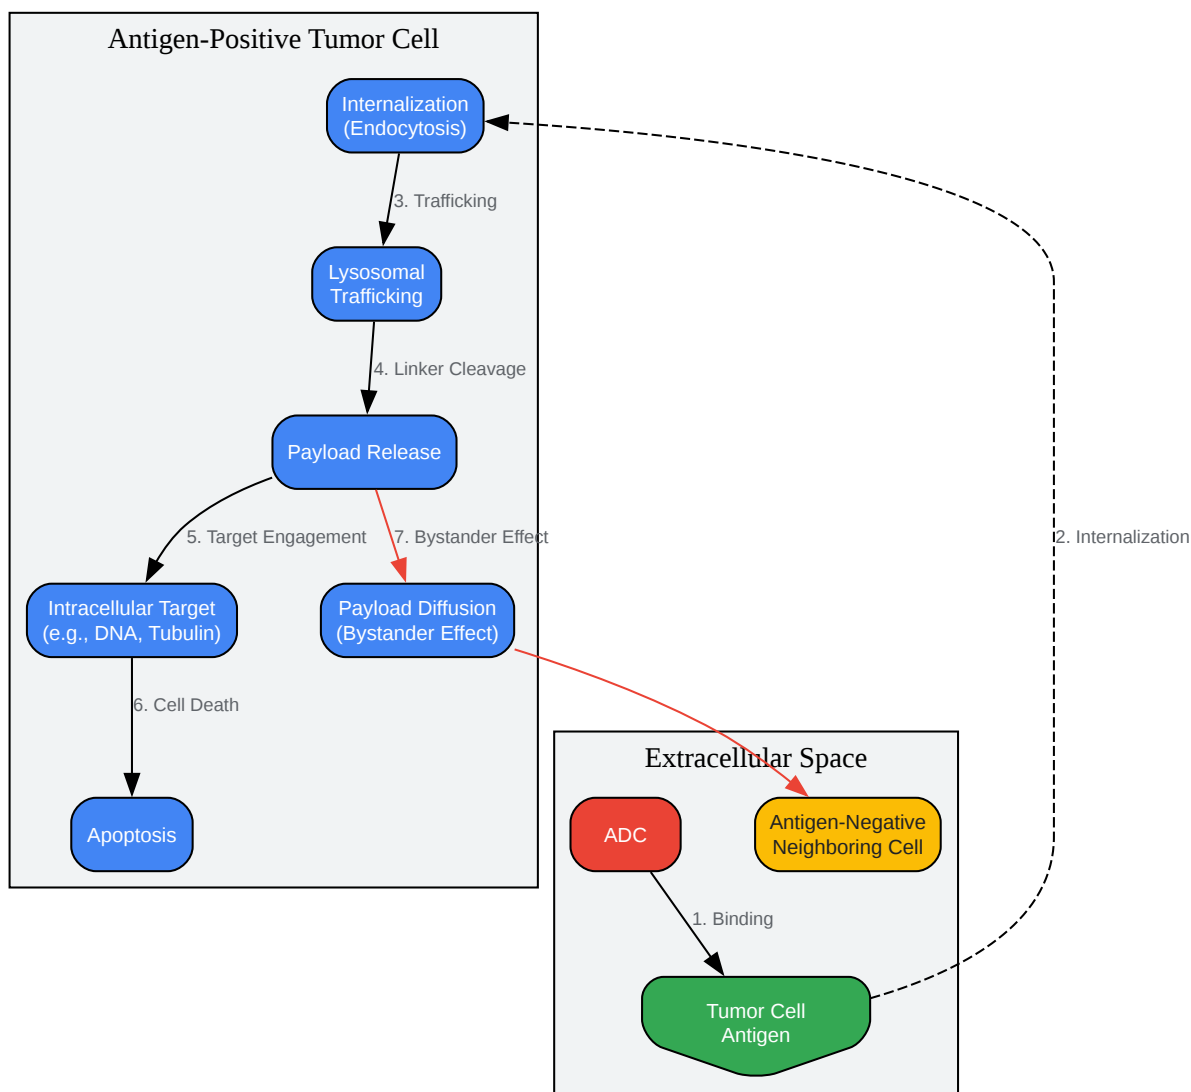 Antigen-Positive Tumor Cell
Internalization
(Endocytosis)
3. Trafficking
Lysosomal
Trafficking
4. Linker Cleavage
Payload Release
5. Target Engagement
7. Bystander Effect
2. Internalization
Intracellular Target
(e.g., DNA, Tubulin)
Payload Diffusion
(Bystander Effect)
6. Cell Death
Apoptosis
Extracellular Space
ADC
Antigen-Negative
Neighboring Cell
1. Binding
Tumor Cell
Antigen